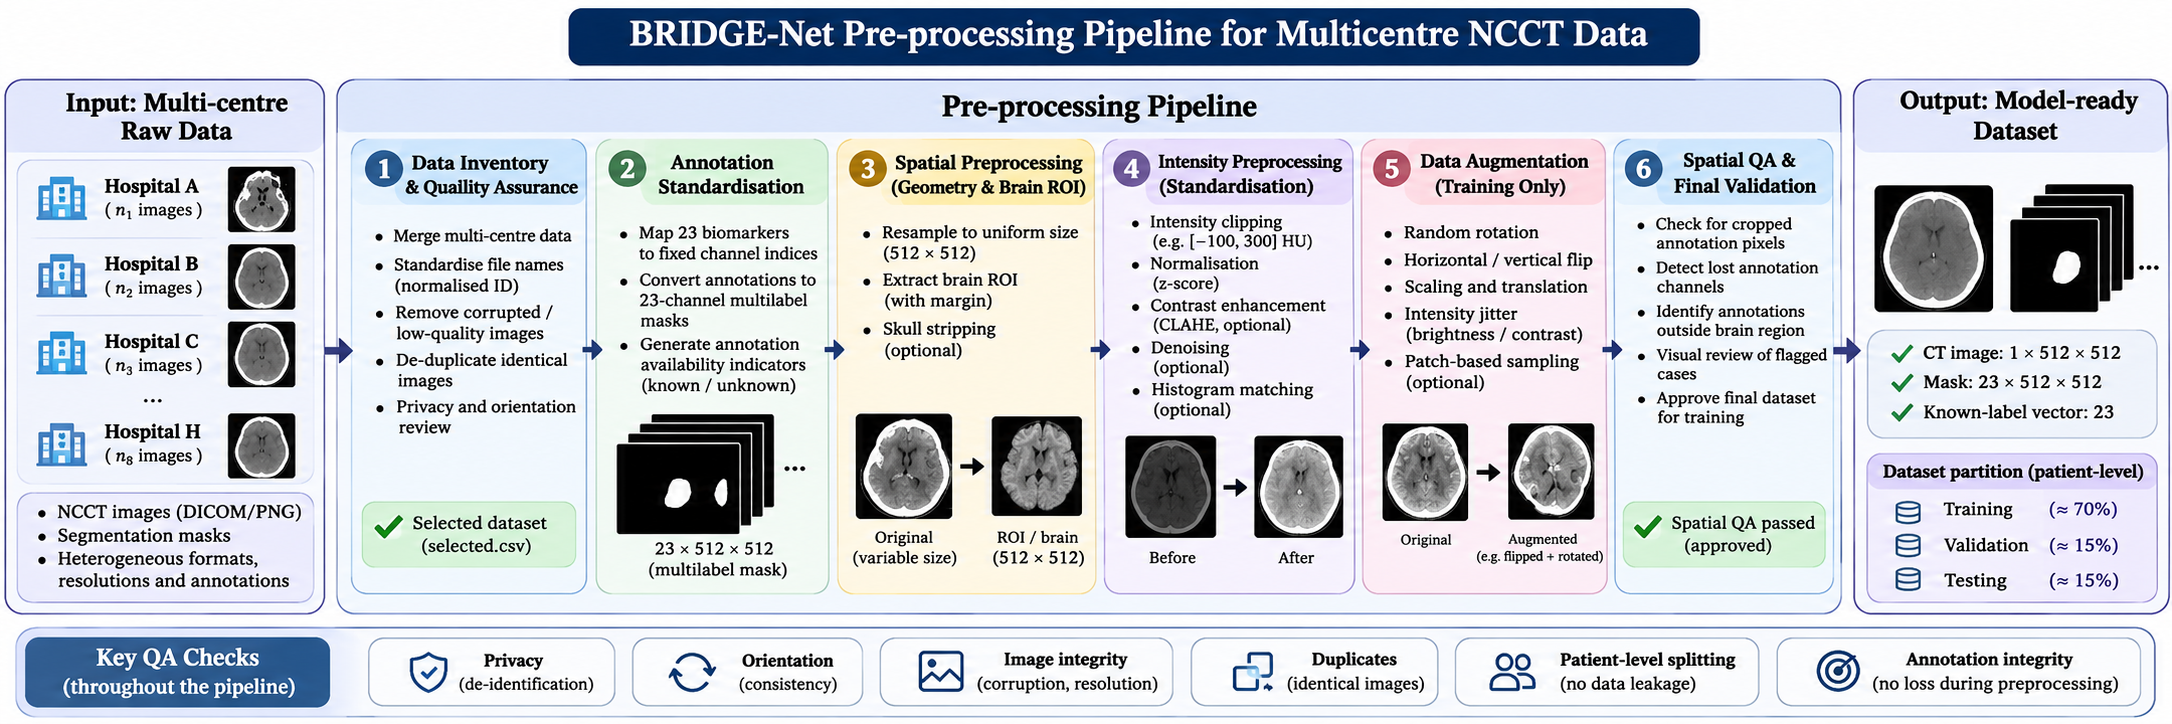 BRIDGE-Net Pre-processing Pipeline for Multicentre NCCT Data
Input: Multi-centre
Raw Data
Hospital A
( n₁ images )
Hospital B
( n₂ images )
Hospital C
( n₃ images )
...
Hospital H
( n₈ images )
• NCCT images (DICOM/PNG)
• Segmentation masks
• Heterogeneous formats,
resolutions and annotations
Pre-processing Pipeline
1 Data Inventory
& Quaility Assurance
• Merge multi-centre data
• Standardise file names
(normalised ID)
• Remove corrupted /
low-quality images
• De-duplicate identical
images
• Privacy and orientation
review
Selected dataset
(selected.csv)
2 Annotation
Standardisation
• Map 23 biomarkers
to fixed channel indices
• Convert annotations to
23-channel multilabel
masks
• Generate annotation
availability indicators
(known / unknown)
...
23 × 512 × 512
(multilabel mask)
3 Spatial Preprocessing
(Geometry & Brain ROI)
• Resample to uniform size
(512 × 512)
• Extract brain ROI
(with margin)
• Skull stripping
(optional)
Original
(variable size)
ROI / brain
(512 × 512)
4 Intensity Preprocessing
(Standardisation)
• Intensity clipping
(e.g. [−100, 300] HU)
• Normalisation
(z-score)
• Contrast enhancement
(CLAHE, optional)
• Denoising
(optional)
• Histogram matching
(optional)
Before
After
5 Data Augmentation
(Training Only)
• Random rotation
• Horizontal / vertical flip
• Scaling and translation
• Intensity jitter
(brightness / contrast)
• Patch-based sampling
(optional)
Original
Augmented
(e.g. flipped + rotated)
6 Spatial QA &
Final Validation
• Check for cropped
annotation pixels
• Detect lost annotation
channels
• Identify annotations
outside brain region
• Visual review of flagged
cases
• Approve final dataset
for training
Spatial QA passed
(approved)
Output: Model-ready
Dataset
...
CT image: 1 × 512 × 512
Mask: 23 × 512 × 512
Known-label vector: 23
Dataset partition (patient-level)
Training (≈ 70%)
Validation (≈ 15%)
Testing (≈ 15%)
Key QA Checks
(throughout the pipeline)
Privacy
(de-identification)
Orientation
(consistency)
Image integrity
(corruption, resolution)
Duplicates
(identical images)
Patient-level splitting
(no data leakage)
Annotation integrity
(no loss during preprocessing)